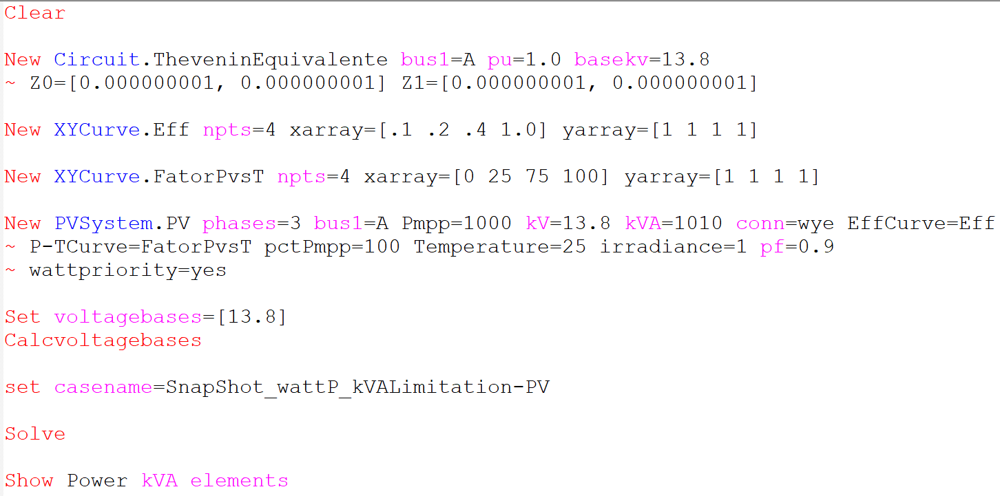 Clear
New Circuit.TheveninEquivalente bus1=A pu=1.0 basekv=13.8
~ Z0=[0.000000001, 0.000000001] Z1=[0.000000001, 0.000000001]
New XYCurve.Eff npts=4 xarray=[.1 .2 .4 1.0] yarray=[1 1 1 1]
New XYCurve.FatorPvsT npts=4 xarray=[0 25 75 100] yarray=[1 1 1 1]
New PVSystem.PV phases=3 bus1=A Pmpp=1000 kV=13.8 kVA=1010 conn=wye EffCurve=Eff
~ P-TCurve=FatorPvsT pctPmpp=100 Temperature=25 irradiance=1 pf=0.9
~ wattpriority=yes
Set voltagebases=[13.8]
Calcvoltagebases
set casename=SnapShot_wattP_kVALimitation-PV
Solve
Show Power kVA elements